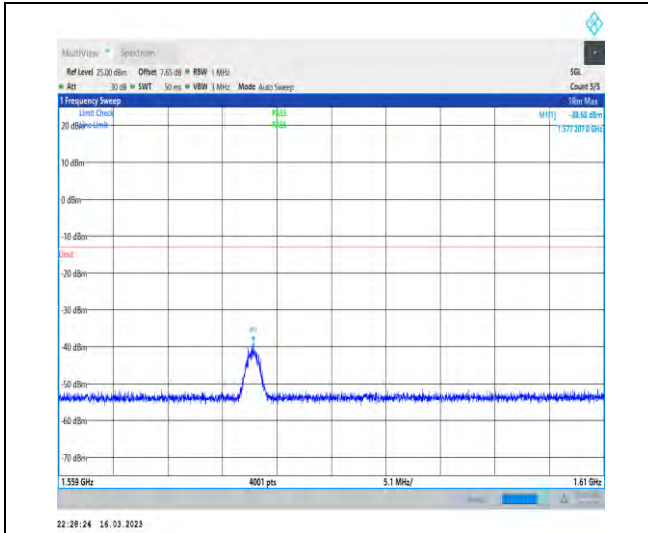 MultiView Spectrum
Ref Level 25.00 dBm Offset 7.65 dB RBW 1 MHz SGL
Att 30 dB SWT 50 ms VBW 3 MHz Mode Auto Sweep Count 5/5
1 Frequency Sweep 1Rm Max
Limit Check PASS M1[1] -38.60 dBm
20 dBm Line Limit PASS 1.577 207 0 GHz
10 dBm
0 dBm
-10 dBm
Limit
-20 dBm
-30 dBm
M1
-40 dBm
-50 dBm
-60 dBm
-70 dBm
1.559 GHz 4001 pts 5.1 MHz/ 1.61 GHz
22:28:24 16.03.2023